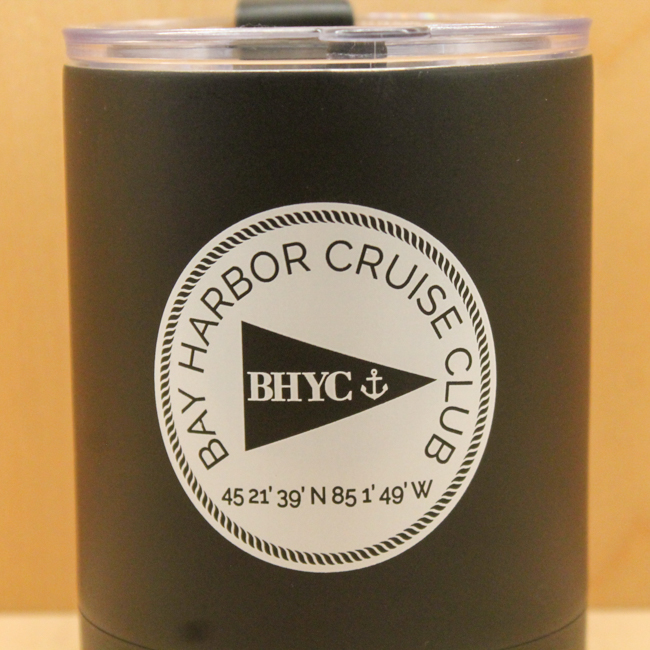 BAY HARBOR CRUISE CLUB
BHYC
45 21' 39' N 85 1' 49' W